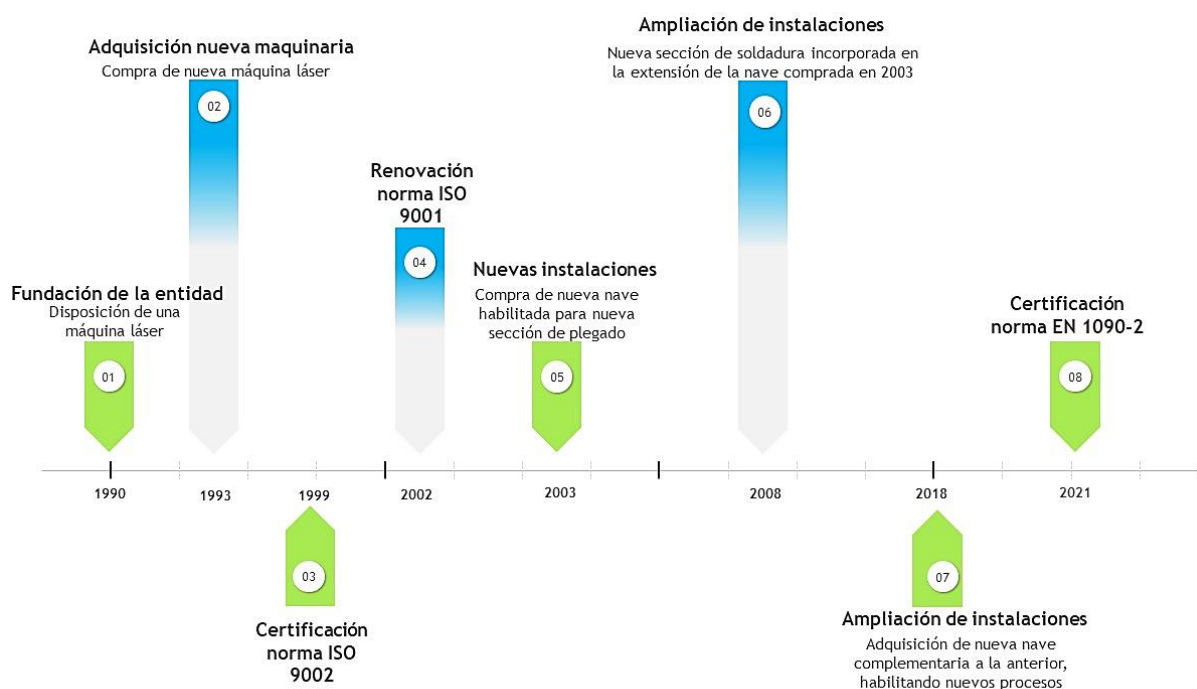 Fundación de la entidad
Disposición de una
máquina láser
01
1990
Adquisición nueva maquinaria
Compra de nueva máquina láser
02
1993
1999
03
Certificación
norma ISO
9002
Renovación
norma ISO
9001
04
2002
Nuevas instalaciones
Compra de nueva nave
habilitada para nueva
sección de plegado
05
2003
Ampliación de instalaciones
Nueva sección de soldadura incorporada en
la extensión de la nave comprada en 2003
06
2008
2018
07
Ampliación de instalaciones
Adquisición de nueva nave
complementaria a la anterior,
habilitando nuevos procesos
Certificación
norma EN 1090-2
08
2021